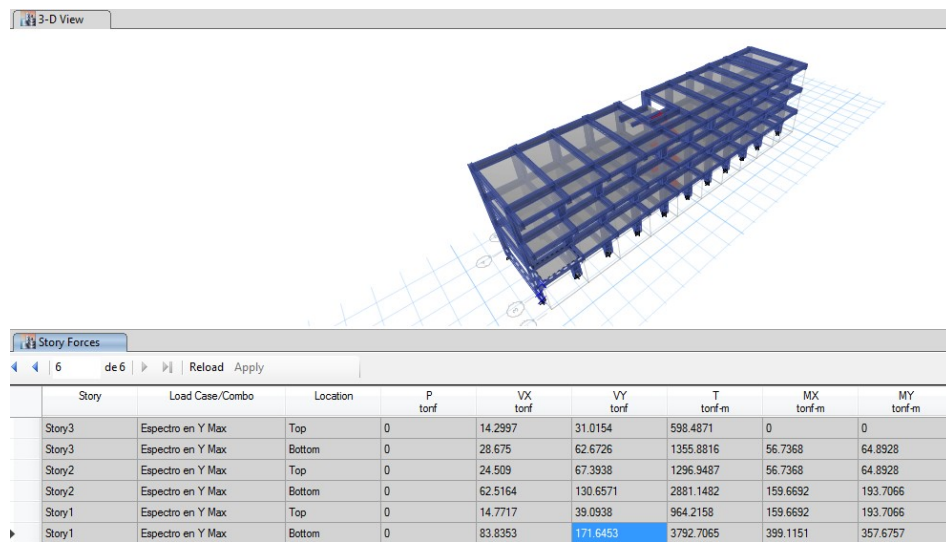 3-D View
Story Forces
6 de 6 Reload Apply
Story Load Case/Combo Location P VX VY T MX MY
tonf tonf tonf tonf-m tonf-m tonf-m
Story3 Espectro en Y Max Top 0 14.2997 31.0154 598.4871 0 0
Story3 Espectro en Y Max Bottom 0 28.675 62.6726 1355.8816 56.7368 64.8928
Story2 Espectro en Y Max Top 0 24.509 67.3938 1296.9487 56.7368 64.8928
Story2 Espectro en Y Max Bottom 0 62.5164 130.6571 2881.1482 159.6692 193.7066
Story1 Espectro en Y Max Top 0 14.7717 39.0938 964.2158 159.6692 193.7066
Story1 Espectro en Y Max Bottom 0 83.8353 171.6453 3792.7065 399.1151 357.6757